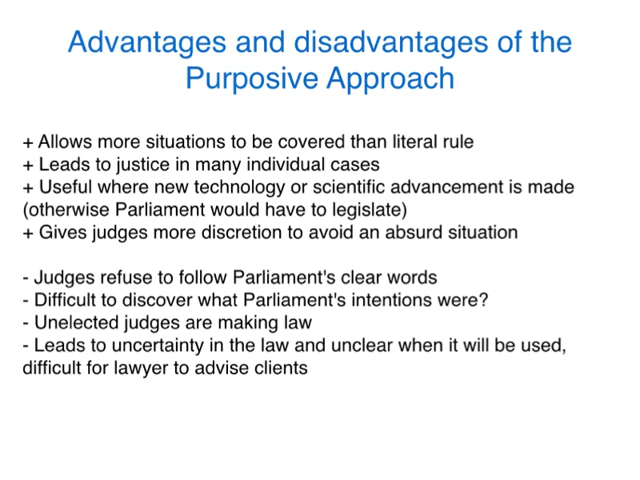 Advantages and disadvantages of the
Purposive Approach
+ Allows more situations to be covered than literal rule
+ Leads to justice in many individual cases
+ Useful where new technology or scientific advancement is made
(otherwise Parliament would have to legislate)
+ Gives judges more discretion to avoid an absurd situation
- Judges refuse to follow Parliament's clear words
- Difficult to discover what Parliament's intentions were?
- Unelected judges are making law
- Leads to uncertainty in the law and unclear when it will be used,
difficult for lawyer to advise clients